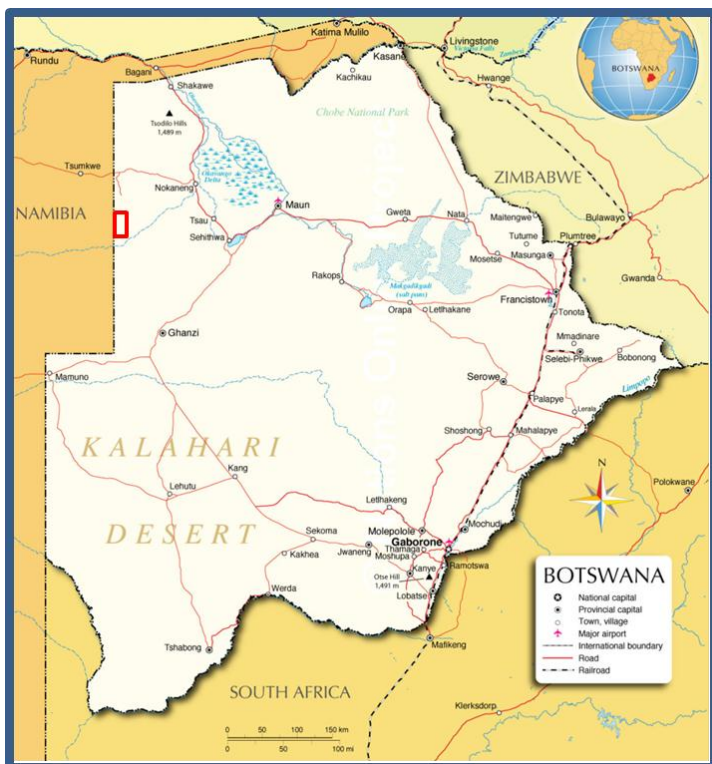 Katima Mulilo
Livingstone
Victoria Falls
Zambezi
Rundu
Kasane
Bagani
Kachikau
Shakawe
Hwange
BOTSWANA
Chobe National Park
Tsodilo Hills
1,489 m
Okavango
Delta
Tsumkwe
ZIMBABWE
Nokaneng
NAMIBIA
Maun
Tsau
Gweta
Nata
Maitengwe
Bulawayo
Sehithwa
Tutume
Plumtree
Mosetse
Masunga
Rakops
Makgadikgadi
(salt pans)
Gwanda
Francistown
Orapa
Letlhakane
Tonota
Ghanzi
Mmadinare
Selebi-Phikwe
Bobonong
Mamuno
Serowe
Limpopo
Palapye
Lerala
Shoshong
Mahalapye
KALAHARI
Kang
Polokwane
Lehutu
N
Letlhakeng
DESERT
Molepolole
Mochudi
Sekoma
Gaborone
Jwaneng
Thamaga
Kakhea
Moshupa
Ramotswa
Kanye
Otse Hill
1,491 m
Werda
Lobatse
Tshabong
Mafikeng
SOUTH AFRICA
Klerksdorp
0 50 100 150 km
0 50 100 mi
BOTSWANA
National capital
Provincial capital
Town, village
Major airport
International boundary
Road
Railroad